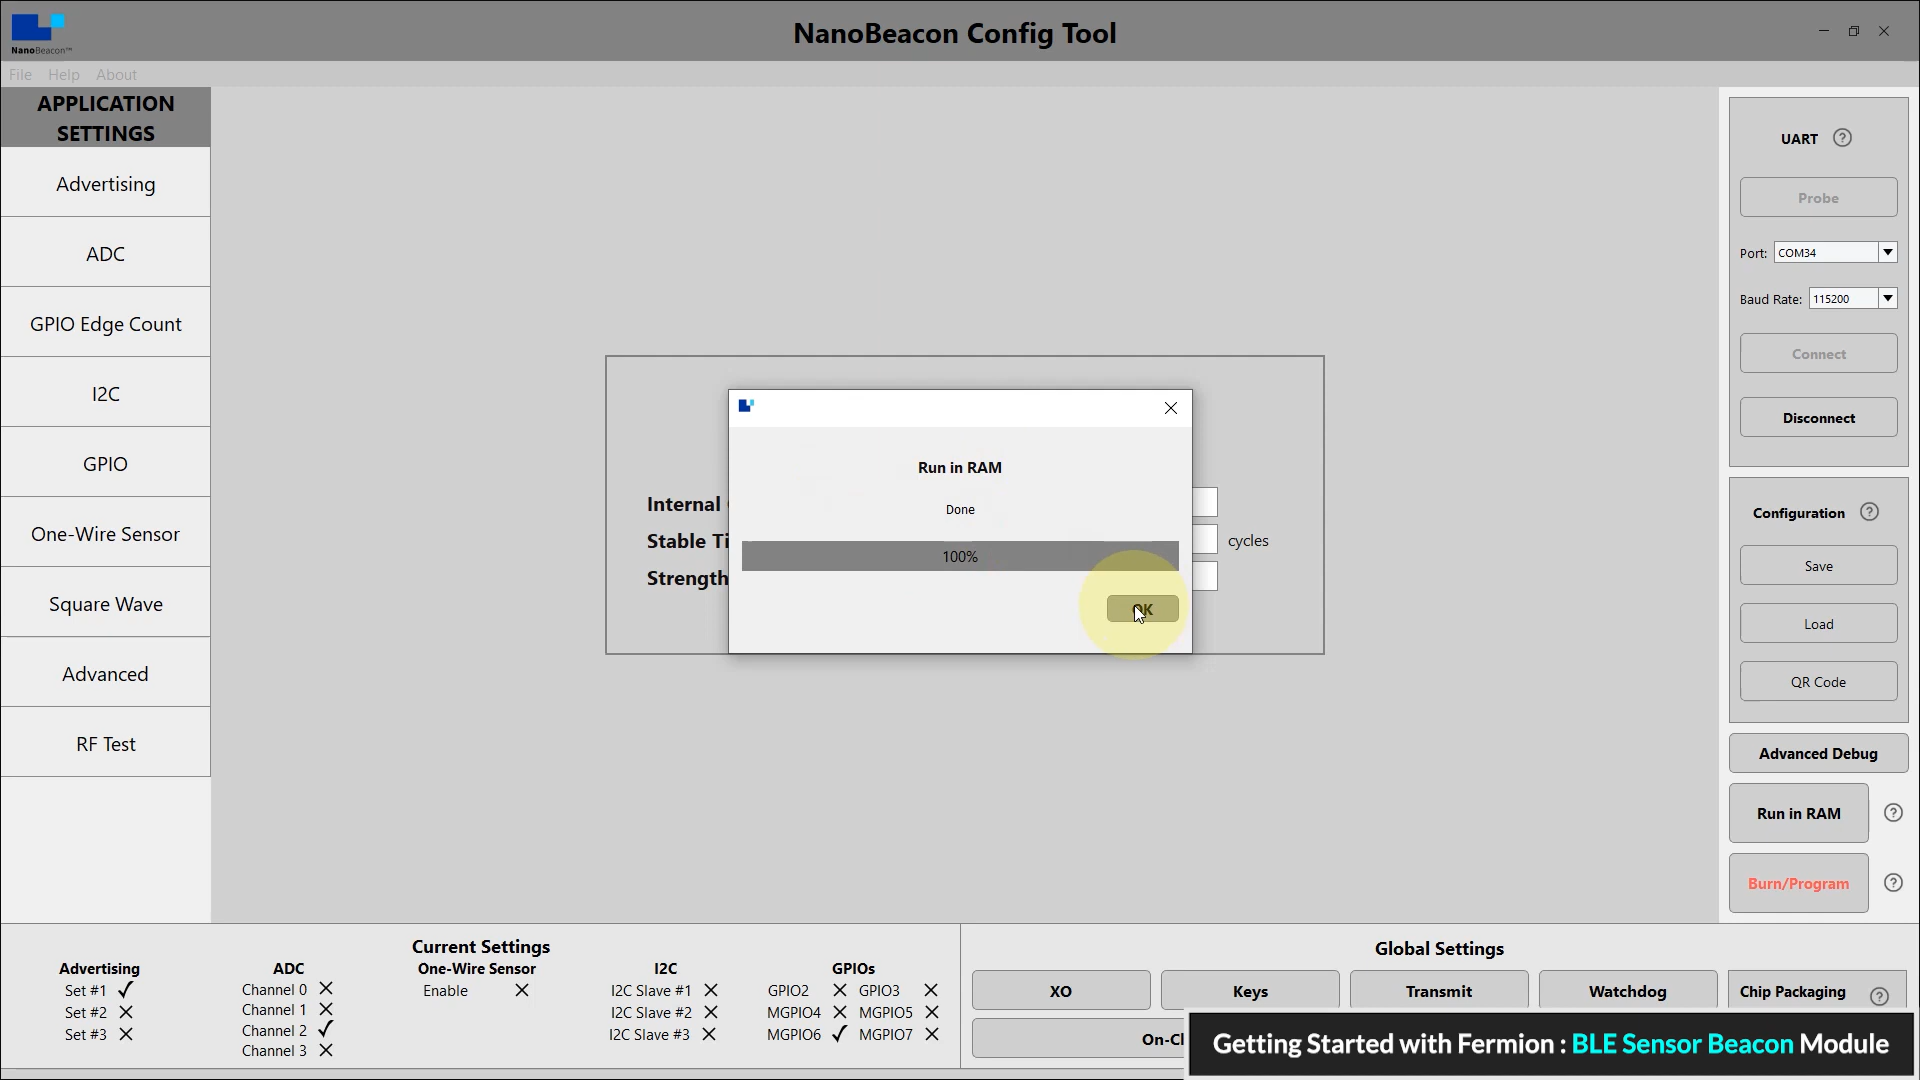 NanoBeacon Config Tool
NanoBeacon™
File Help About
APPLICATION
SETTINGS
Advertising
ADC
GPIO Edge Count
I2C
GPIO
One-Wire Sensor
Square Wave
Advanced
RF Test
Internal
Stable Ti
Strength
cycles
Run in RAM
Done
100%
OK
UART ?
Probe
Port: COM34
Baud Rate: 115200
Connect
Disconnect
Configuration ?
Save
Load
QR Code
Advanced Debug
Run in RAM ?
Burn/Program ?
Current Settings
Advertising
Set #1 ✓
Set #2 ✕
Set #3 ✕
ADC
Channel 0 ✕
Channel 1 ✕
Channel 2 ✓
Channel 3 ✕
One-Wire Sensor
Enable ✕
I2C
I2C Slave #1 ✕
I2C Slave #2 ✕
I2C Slave #3 ✕
GPIOs
GPIO2 ✕ GPIO3 ✕
MGPIO4 ✕ MGPIO5 ✕
MGPIO6 ✓ MGPIO7 ✕
Global Settings
XO
Keys
Transmit
Watchdog
Chip Packaging ?
On-Cl
Getting Started with Fermion : BLE Sensor Beacon Module